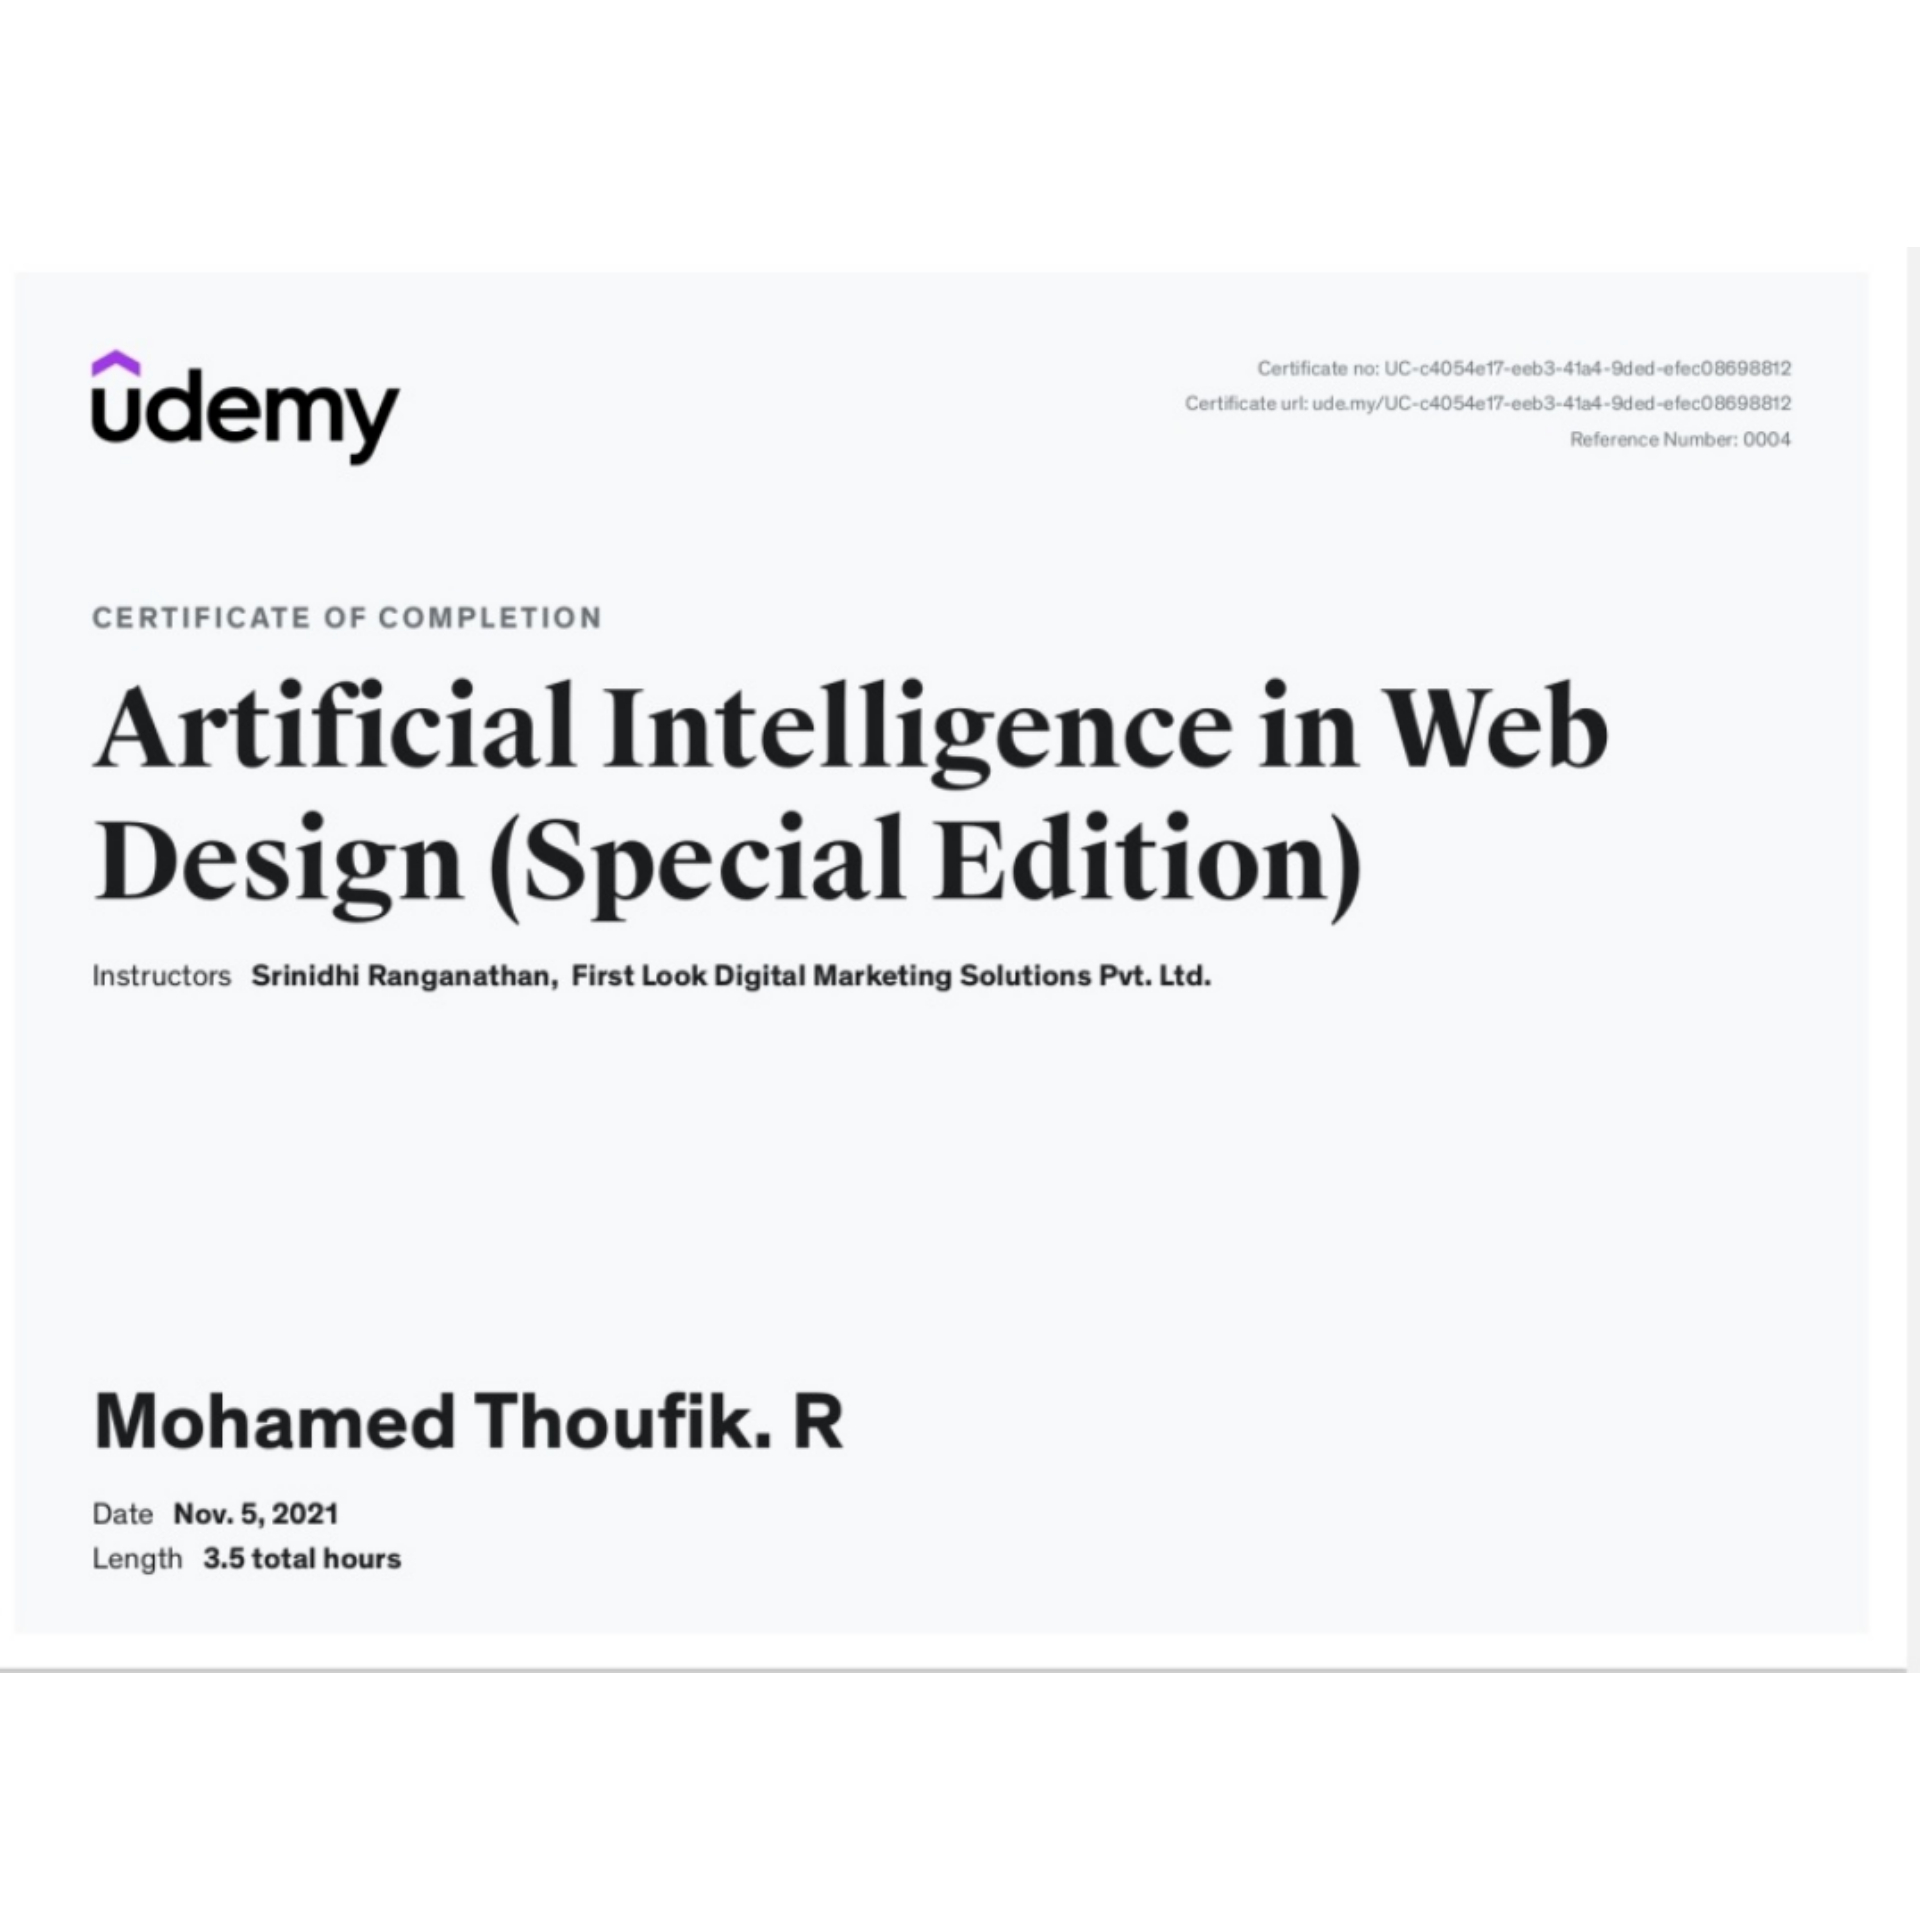 udemy
Certificate no: UC-c4054e17-eeb3-41a4-9ded-efec08698812
Certificate url: ude.my/UC-c4054e17-eeb3-41a4-9ded-efec08698812
Reference Number: 0004
CERTIFICATE OF COMPLETION
Artificial Intelligence in Web
Design (Special Edition)
Instructors Srinidhi Ranganathan, First Look Digital Marketing Solutions Pvt. Ltd.
Mohamed Thoufik. R
Date Nov. 5, 2021
Length 3.5 total hours